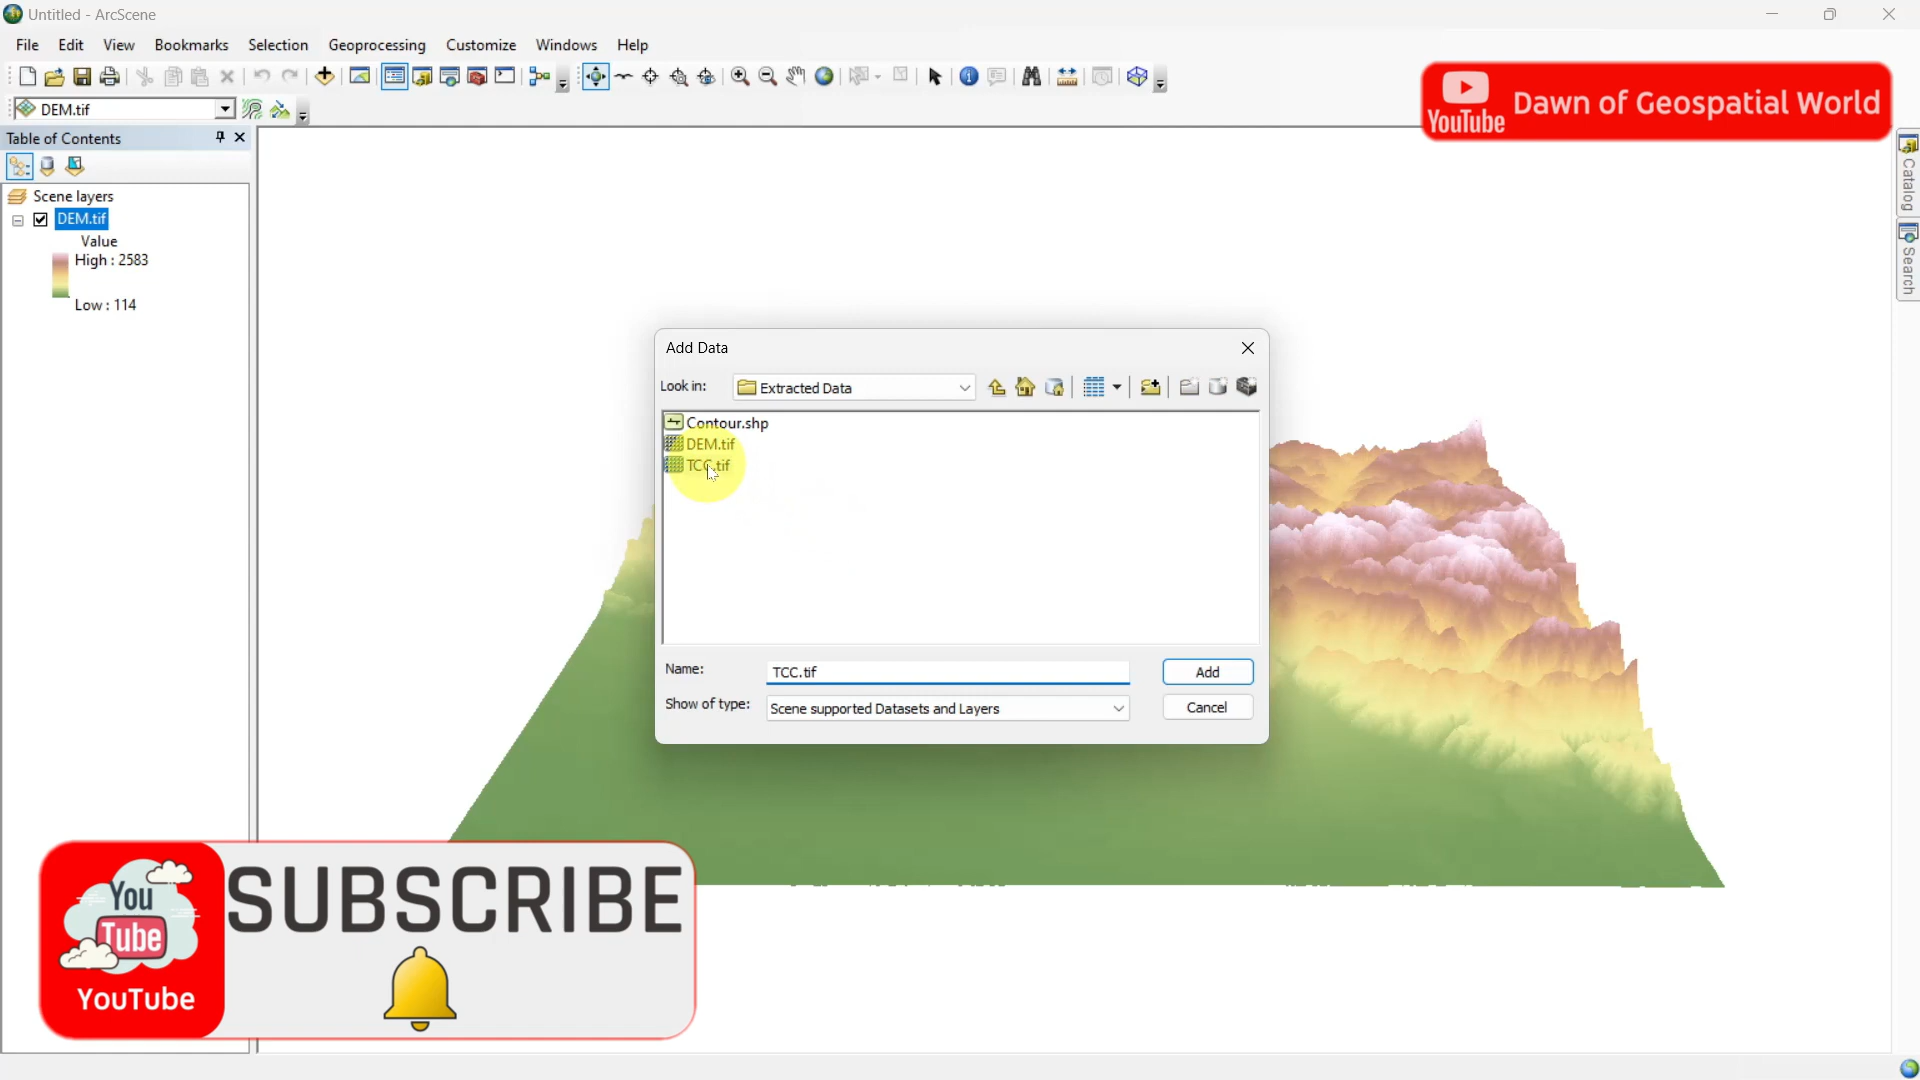 Untitled - ArcScene
File Edit View Bookmarks Selection Geoprocessing Customize Windows Help
DEM.tif
YouTube Dawn of Geospatial World
Table of Contents
Scene layers
DEM.tif
Value
High : 2583
Low : 114
Catalog
Search
Add Data
Look in: Extracted Data
Contour.shp
DEM.tif
TCC.tif
Name: TCC.tif Add
Show of type: Scene supported Datasets and Layers Cancel
You
Tube
YouTube
SUBSCRIBE